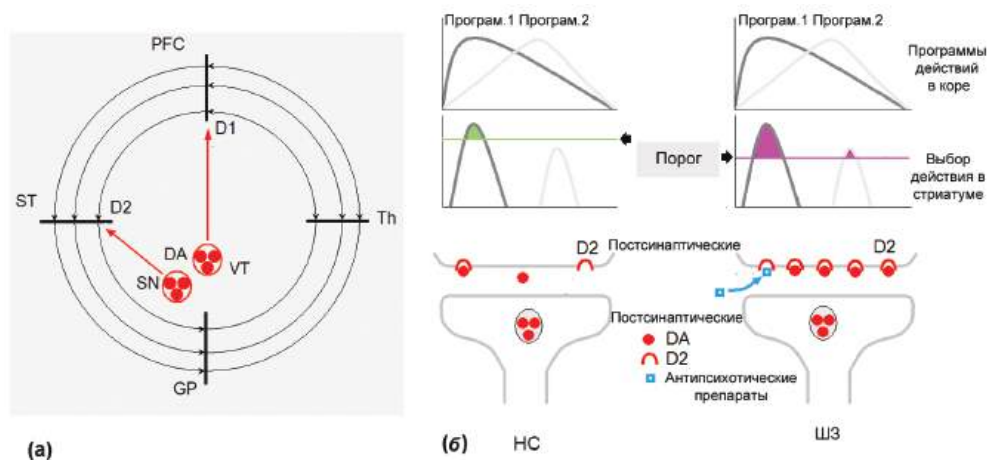 PFC
D1
ST
D2
Th
DA
VT
SN
GP
(а)
Програм.1 Програм.2
Програм.1 Програм.2
Программы
действий
в коре
Порог
Выбор
действия в
стриатуме
D2
Постсинаптические
D2
Постсинаптические
DA
D2
Антипсихотические
препараты
(б)
НС
ШЗ